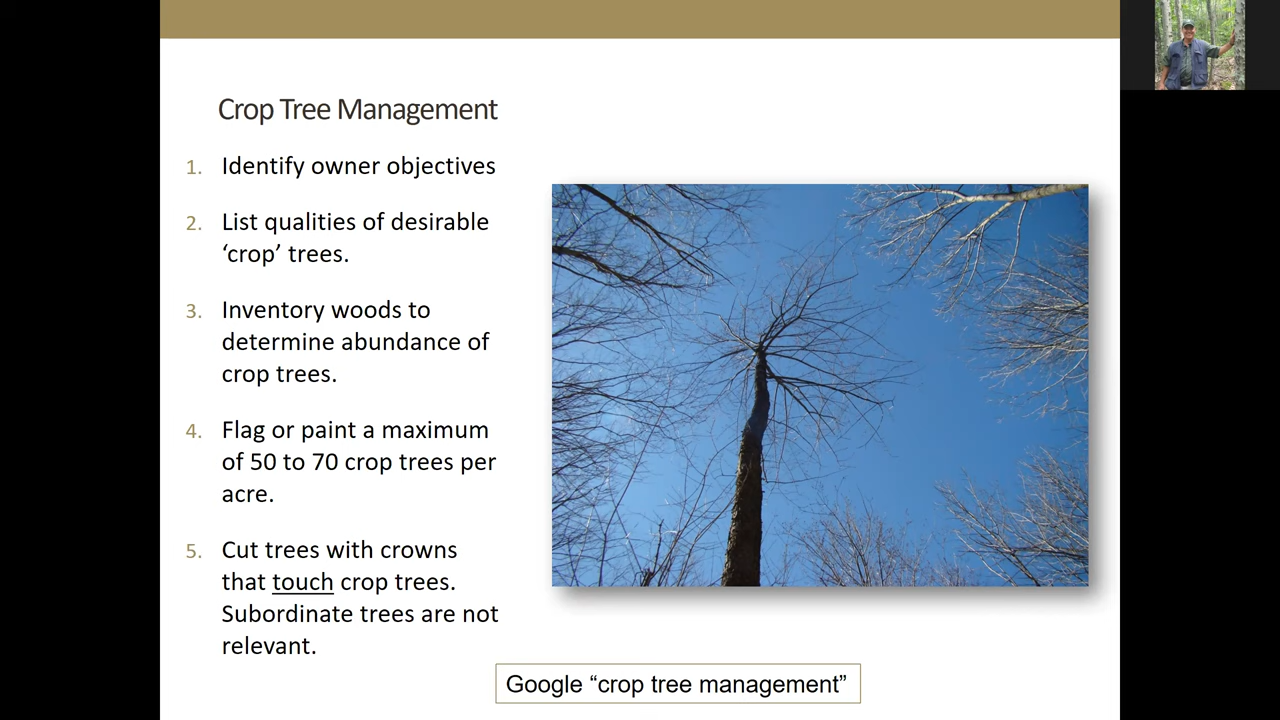 Crop Tree Management
1. Identify owner objectives
2. List qualities of desirable
‘crop’ trees.
3. Inventory woods to
determine abundance of
crop trees.
4. Flag or paint a maximum
of 50 to 70 crop trees per
acre.
5. Cut trees with crowns
that touch crop trees.
Subordinate trees are not
relevant.
Google “crop tree management”